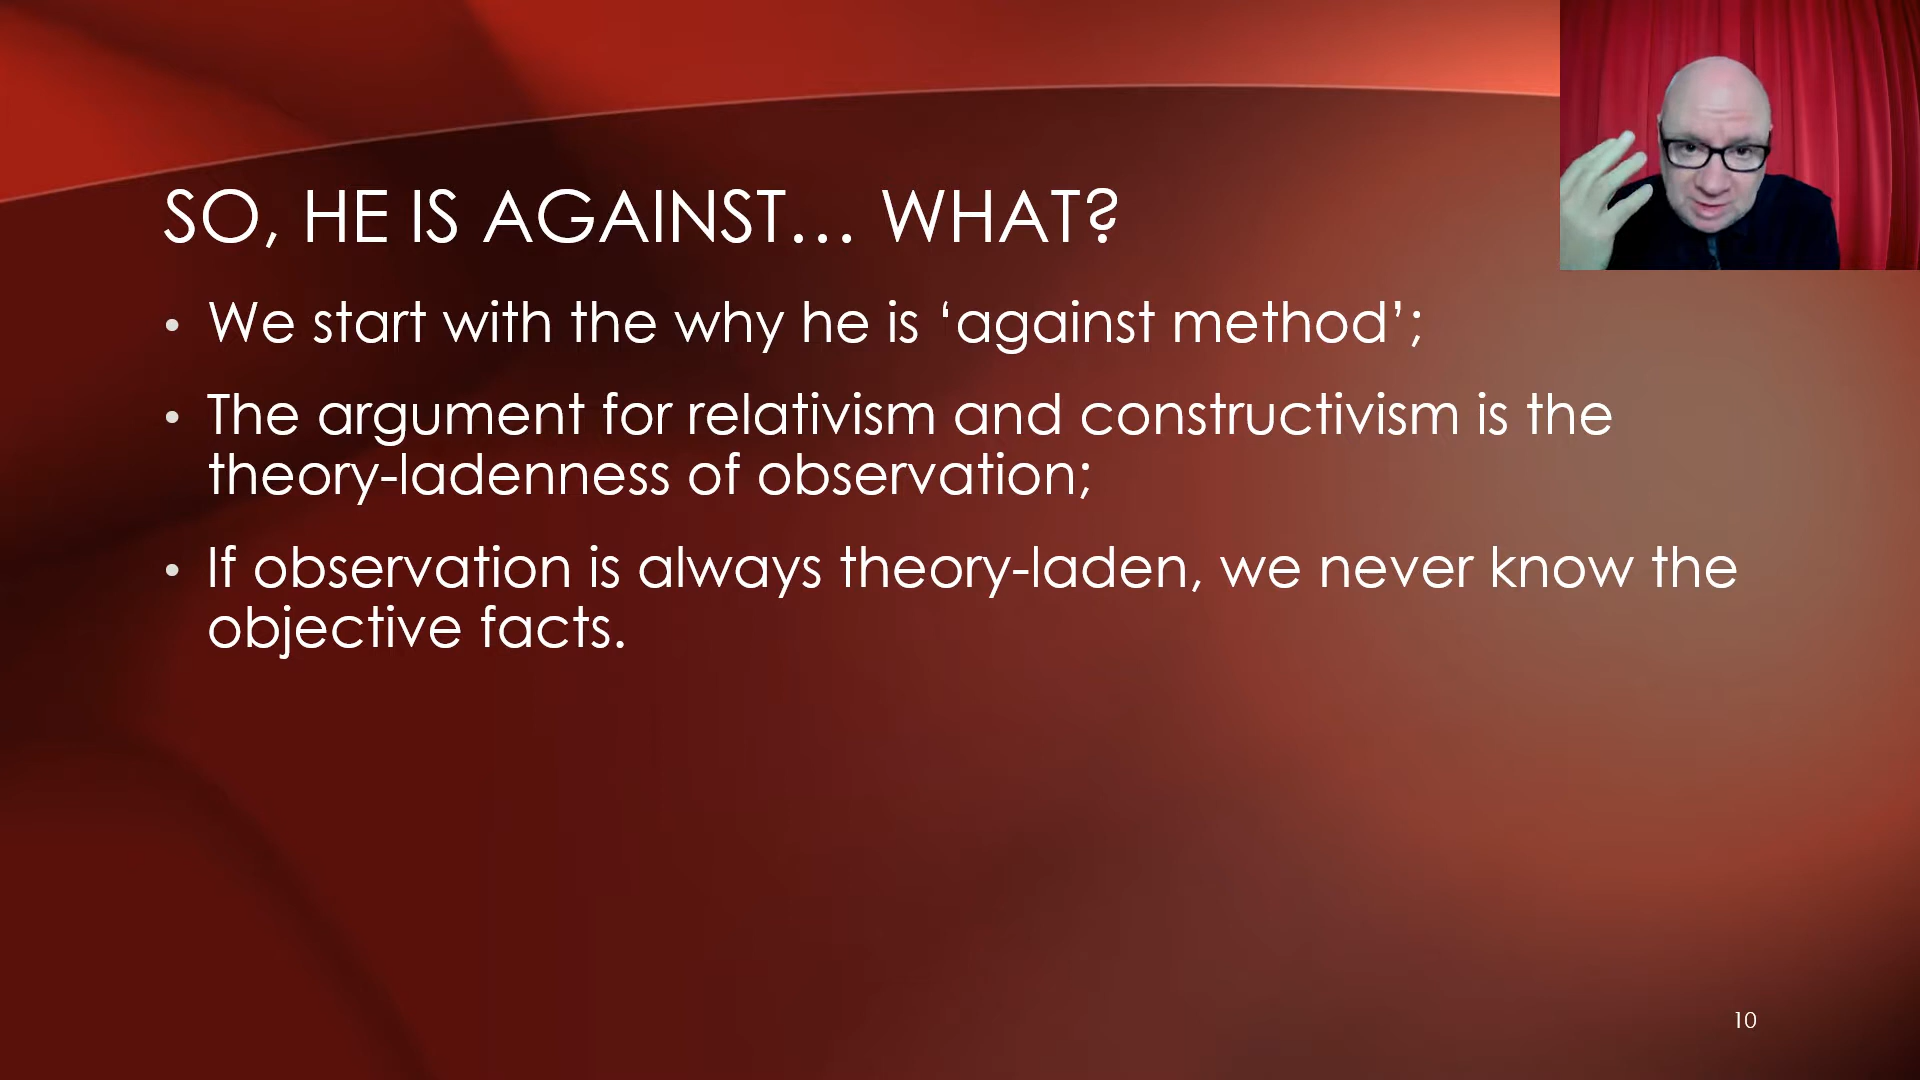 SO, HE IS AGAINST… WHAT?
• We start with the why he is ‘against method’;
• The argument for relativism and constructivism is the
theory-ladenness of observation;
• If observation is always theory-laden, we never know the
objective facts.
10